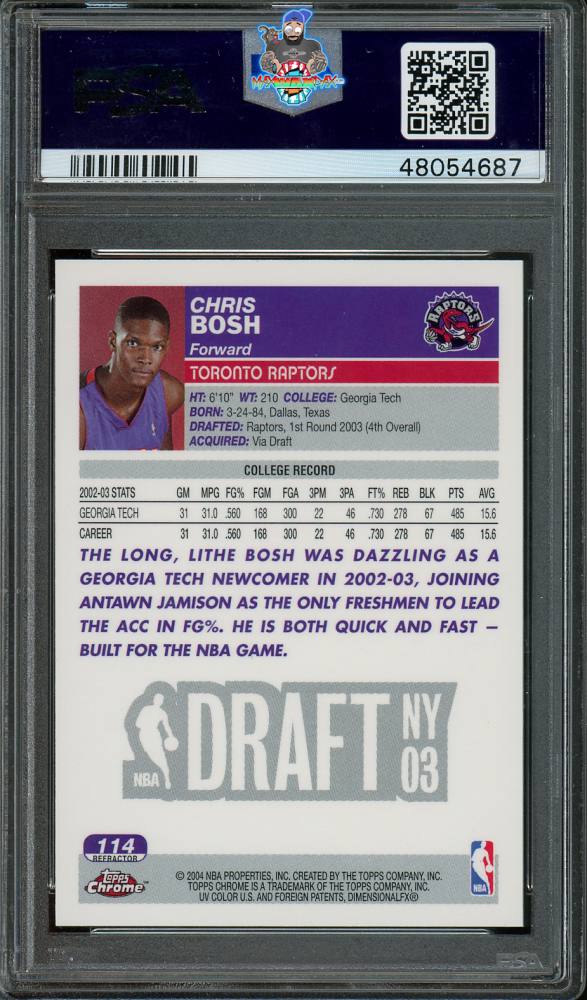 PSA
48054687
CHRIS
BOSH
Forward
RAPTORS
TORONTO RAPTORS
HT: 6'10" WT: 210 COLLEGE: Georgia Tech
BORN: 3-24-84, Dallas, Texas
DRAFTED: Raptors, 1st Round 2003 (4th Overall)
ACQUIRED: Via Draft
COLLEGE RECORD
2002-03 STATS GM MPG FG% FGM FGA 3PM 3PA FT% REB BLK PTS AVG
GEORGIA TECH 31 31.0 .560 168 300 22 46 .730 278 67 485 15.6
CAREER 31 31.0 .560 168 300 22 46 .730 278 67 485 15.6
THE LONG, LITHE BOSH WAS DAZZLING AS A
GEORGIA TECH NEWCOMER IN 2002-03, JOINING
ANTAWN JAMISON AS THE ONLY FRESHMEN TO LEAD
THE ACC IN FG%. HE IS BOTH QUICK AND FAST –
BUILT FOR THE NBA GAME.
NBA DRAFT NY 03
114
REFRACTOR
Topps
Chrome™
© 2004 NBA PROPERTIES, INC. CREATED BY THE TOPPS COMPANY, INC.
TOPPS CHROME IS A TRADEMARK OF THE TOPPS COMPANY, INC.
UV COLOR U.S. AND FOREIGN PATENTS, DIMENSIONALFX®
NBA
PSA